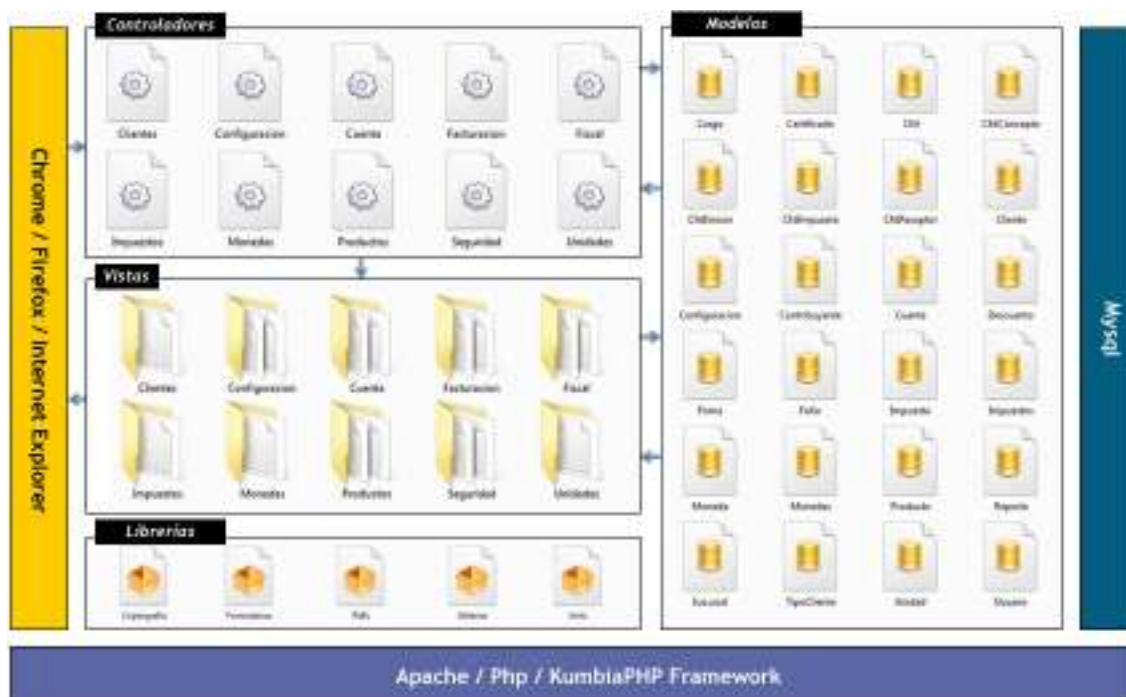 Controladores
Clientes
Configuracion
Cuenta
Facturacion
Fiscal
Impuestos
Monedas
Productos
Seguridad
Unidades
Vistas
Clientes
Configuracion
Cuenta
Facturacion
Fiscal
Impuestos
Monedas
Productos
Seguridad
Unidades
Librerias
Modelos
Certificado
Cliente
Configuracion
Contribuyente
Cuenta
Descuento
Firma
Folio
Impuesto
Impuestos
Moneda
Monedas
Producto
Reporte
Sucursal
TipoCliente
Unidad
Usuario
Chrome / Firefox / Internet Explorer
Mysql
Apache / Php / KumbiaPHP Framework